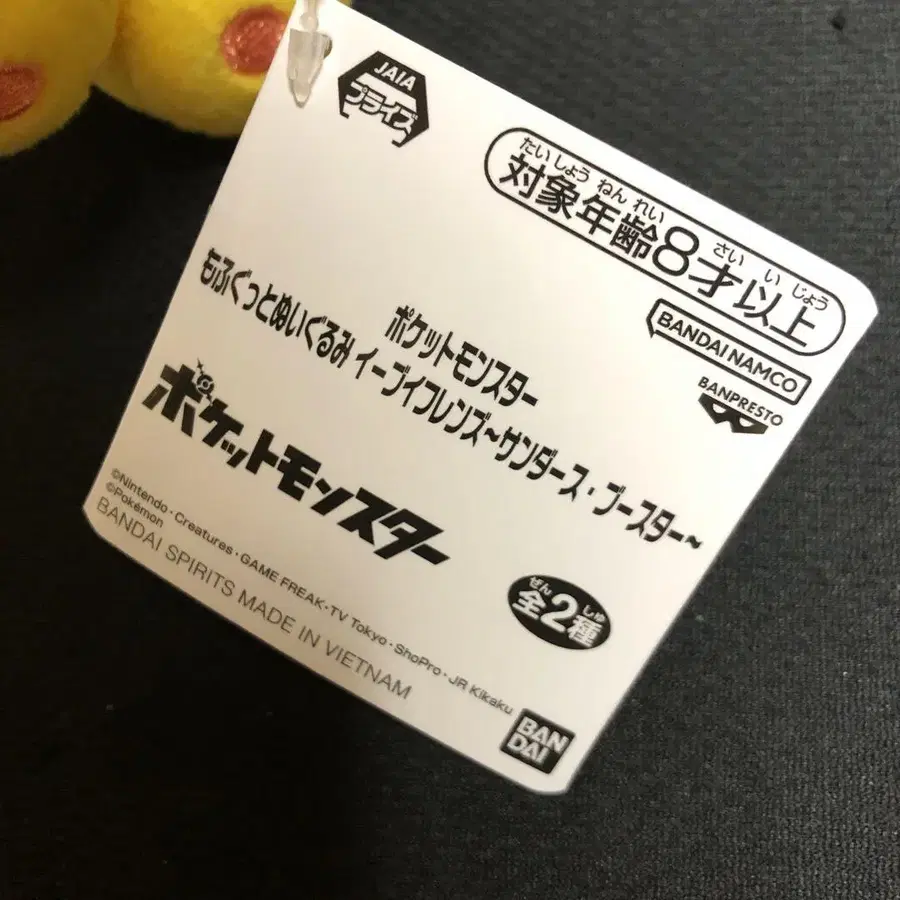 JAIA
プライズ
たいしょう ねんれい さい いじょう
対象年齢8才以上
BANDAI NAMCO
BANPRESTO
ポケットモンスター
もふぐっとぬいぐるみ イーブイフレンズ~サンダース・ブースター~
ポケットモンスター
©Nintendo・Creatures・GAME FREAK・TV Tokyo・ShoPro・JR Kikaku
©Pokémon
BANDAI SPIRITS MADE IN VIETNAM
ぜん しゅ
全2種
BAN
DAI